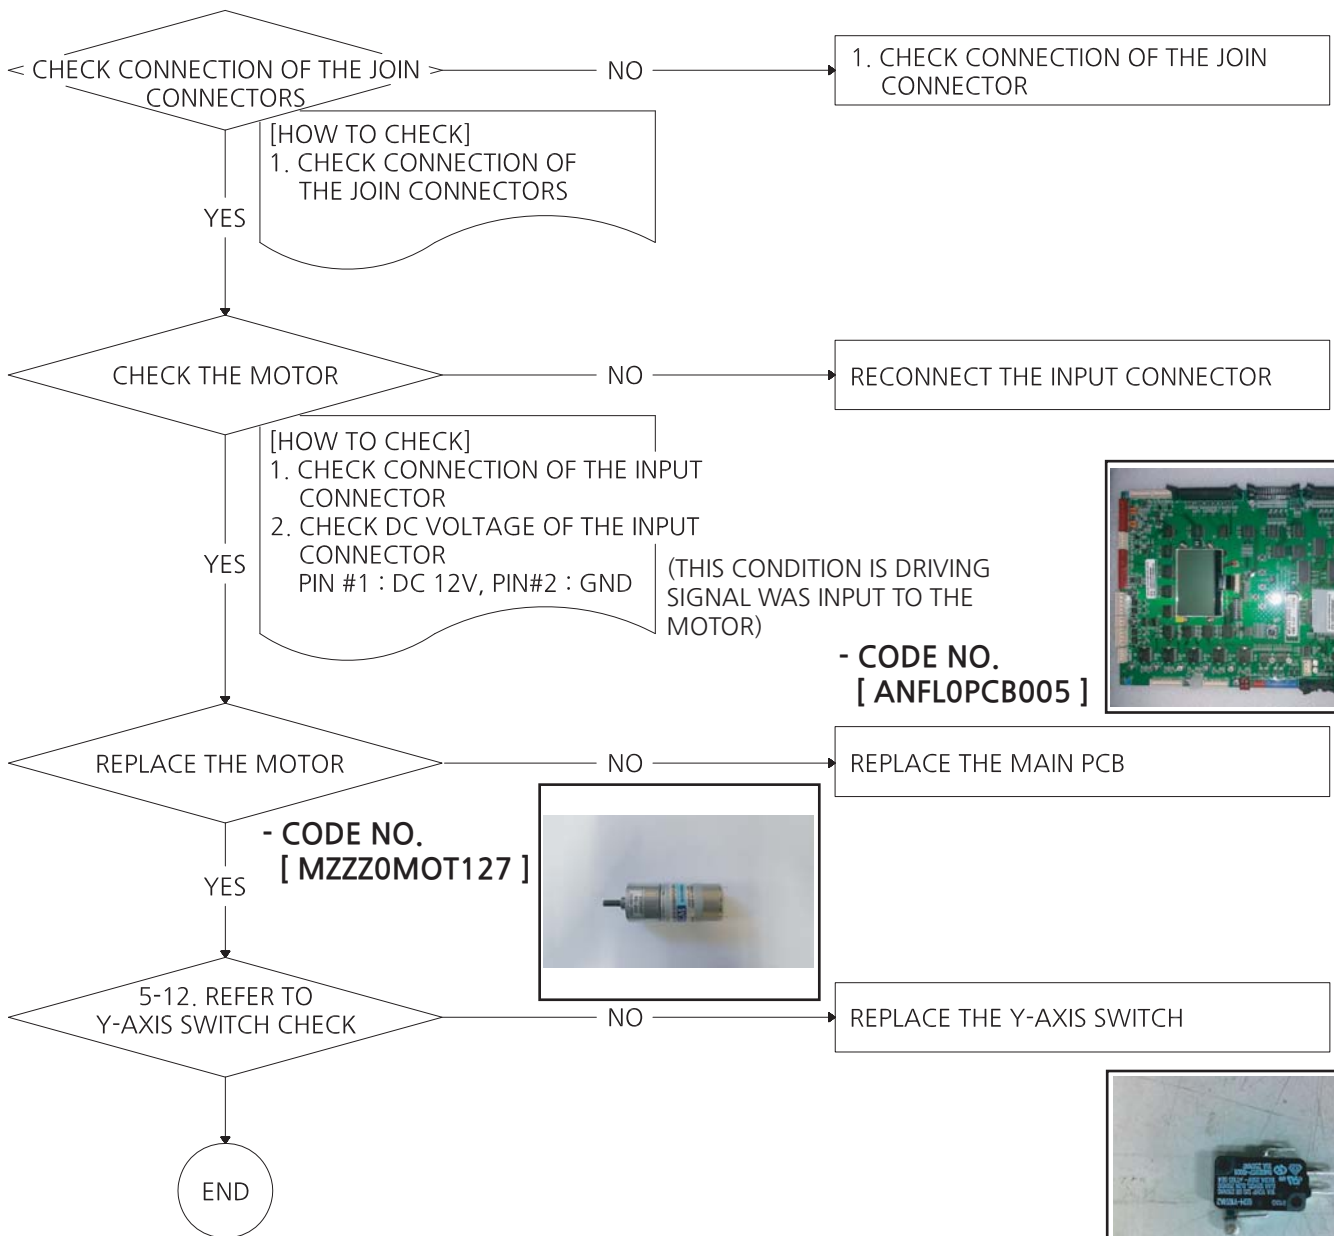 CHECK CONNECTION OF THE JOIN
CONNECTORS
NO
1. CHECK CONNECTION OF THE JOIN
CONNECTOR
[HOW TO CHECK]
1. CHECK CONNECTION OF
THE JOIN CONNECTORS
YES
CHECK THE MOTOR
NO
RECONNECT THE INPUT CONNECTOR
[HOW TO CHECK]
1. CHECK CONNECTION OF THE INPUT
CONNECTOR
2. CHECK DC VOLTAGE OF THE INPUT
CONNECTOR
PIN #1 : DC 12V, PIN#2 : GND
YES
(THIS CONDITION IS DRIVING
SIGNAL WAS INPUT TO THE
MOTOR)
- CODE NO.
[ ANFL0PCB005 ]
REPLACE THE MOTOR
NO
REPLACE THE MAIN PCB
- CODE NO.
[ MZZZ0MOT127 ]
YES
5-12. REFER TO
Y-AXIS SWITCH CHECK
NO
REPLACE THE Y-AXIS SWITCH
END